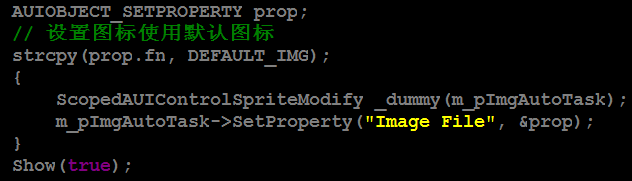 AUIOBJECT_SETPROPERTY prop;
// 设置图标使用默认图标
strcpy(prop.fn, DEFAULT_IMG);
{
    ScopedAUIControlSpriteModify _dummy(m_pImgAutoTask);
    m_pImgAutoTask->SetProperty("Image File", &prop);
}
Show(true);